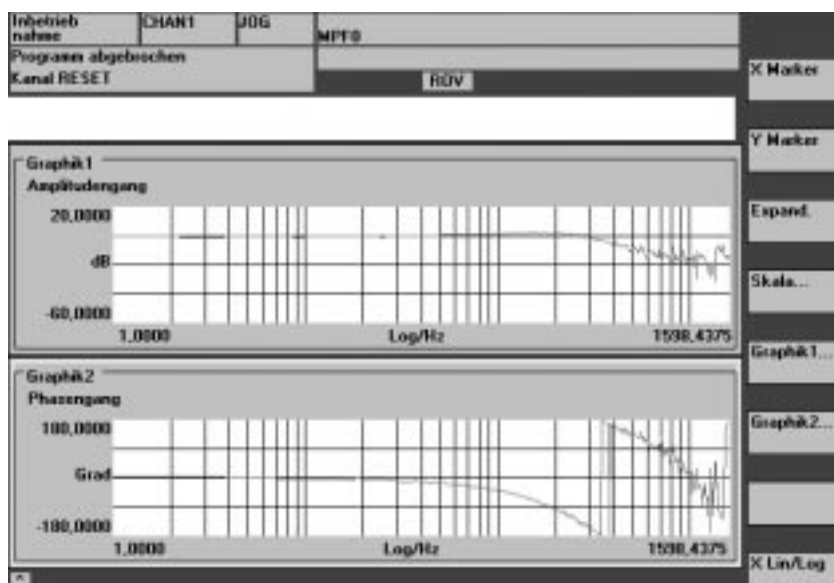 Inbetrieb
nahme
CHAN1
JOG
MPF0
Programm abgebrochen
Kanal RESET
ROV
Graphik1
Amplitudengang
20,0000
dB
-60,0000
1,0000
Log/Hz
1598,4375
Graphik2
Phasengang
180,0000
Grad
-180,0000
1,0000
Log/Hz
1598,4375
X Marker
Y Marker
Expand.
Skala...
Graphik1...
Graphik2...
X Lin/Log
^